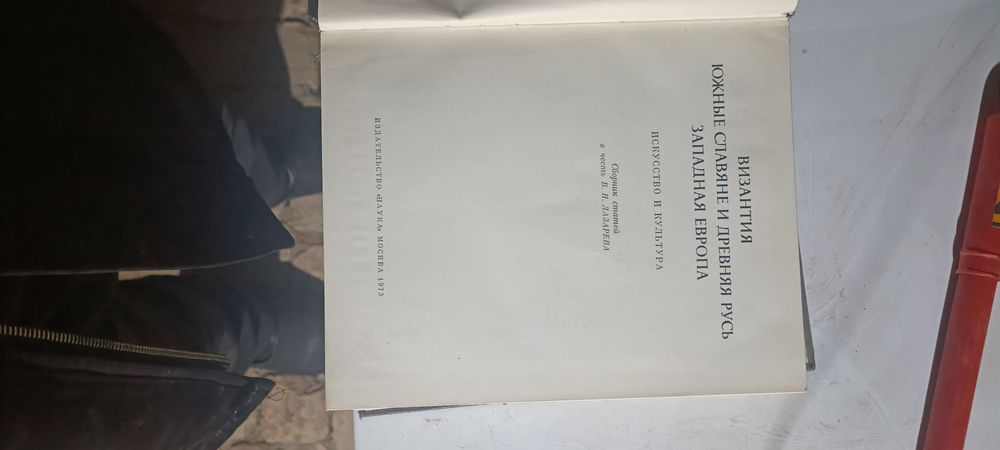 ВИЗАНТИЯ
ЮЖНЫЕ СЛАВЯНЕ И ДРЕВНЯЯ РУСЬ
ЗАПАДНАЯ ЕВРОПА
ИСКУССТВО И КУЛЬТУРА
Сборник статей
в честь В. Н. ЛАЗАРЕВА
ИЗДАТЕЛЬСТВО «НАУКА» МОСКВА 1973